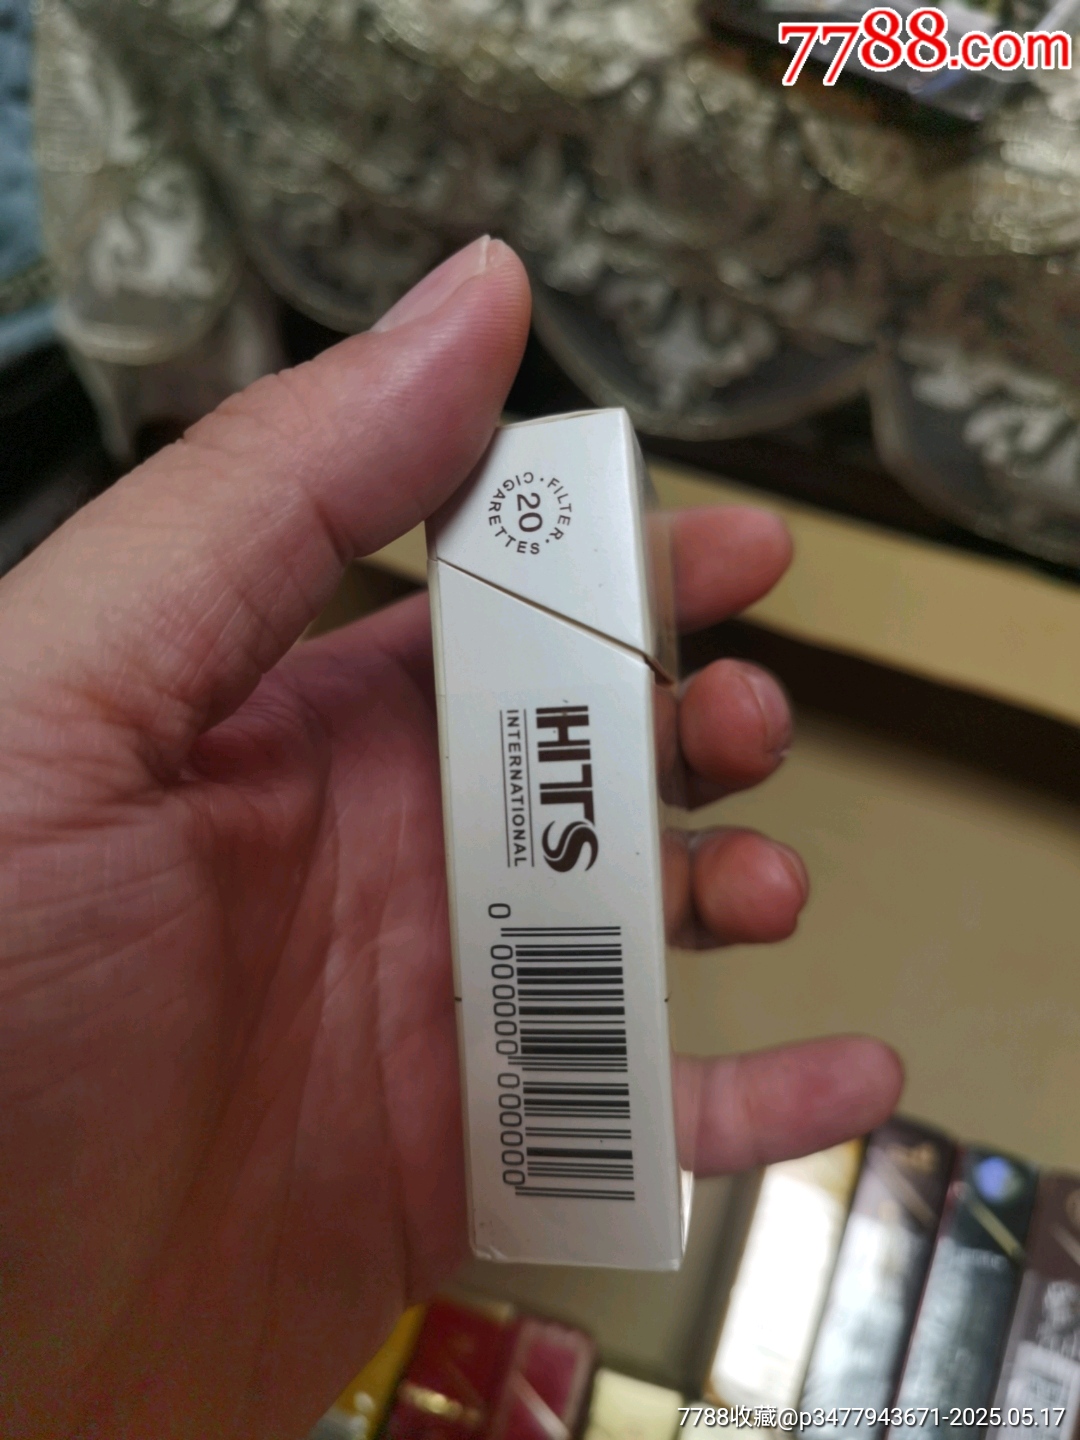 7788.com
·FILTER·
20
CIGARETTES
HITS
INTERNATIONAL
0 000000 000000
7788收藏@p3477943671-2025.05.17